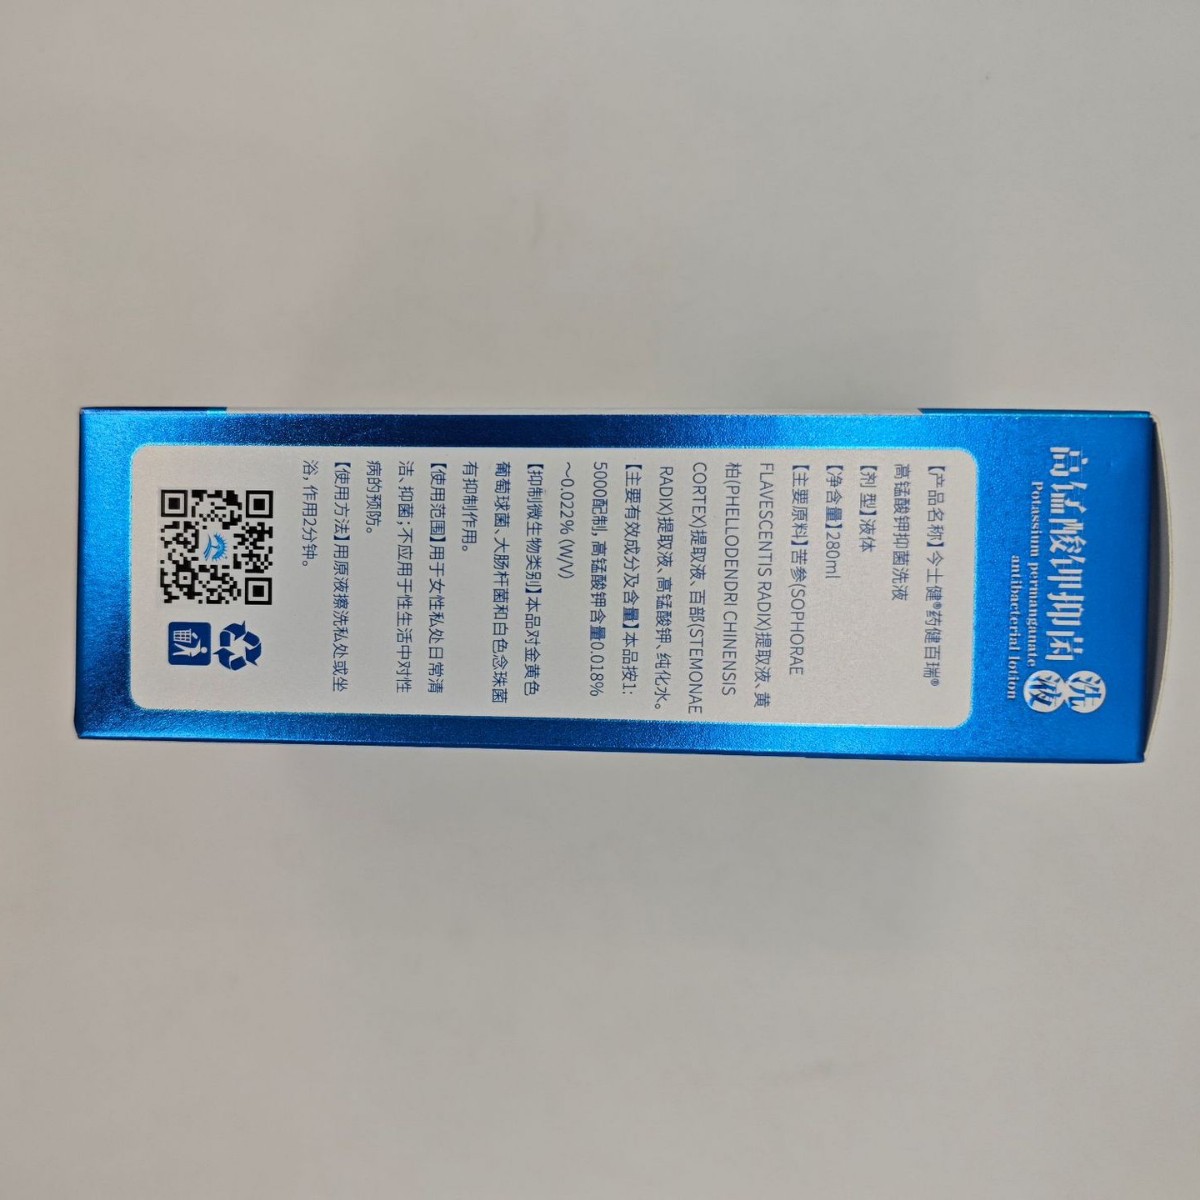 高锰酸钾抑菌洗液
Potassium permanganate
antibacterial lotion
【产品名称】今士健®药健百瑞®
高锰酸钾抑菌洗液
【剂 型】液体
【净含量】280ml
【主要原料】苦参(SOPHORAE
FLAVESCENTIS RADIX)提取液、黄
柏(PHELLODENDRI CHINENSIS
CORTEX)提取液、百部(STEMONAE
RADIX)提取液、高锰酸钾、纯化水。
【主要有效成分及含量】本品按1:
5000配制,高锰酸钾含量0.018%
～0.022% (W/V)
【抑制微生物类别】本品对金黄色
葡萄球菌、大肠杆菌和白色念珠菌
有抑制作用。
【使用范围】用于女性私处日常清
洁、抑菌；不应用于性生活中对性
病的预防。
【使用方法】用原液擦洗私处或坐
浴，作用2分钟。